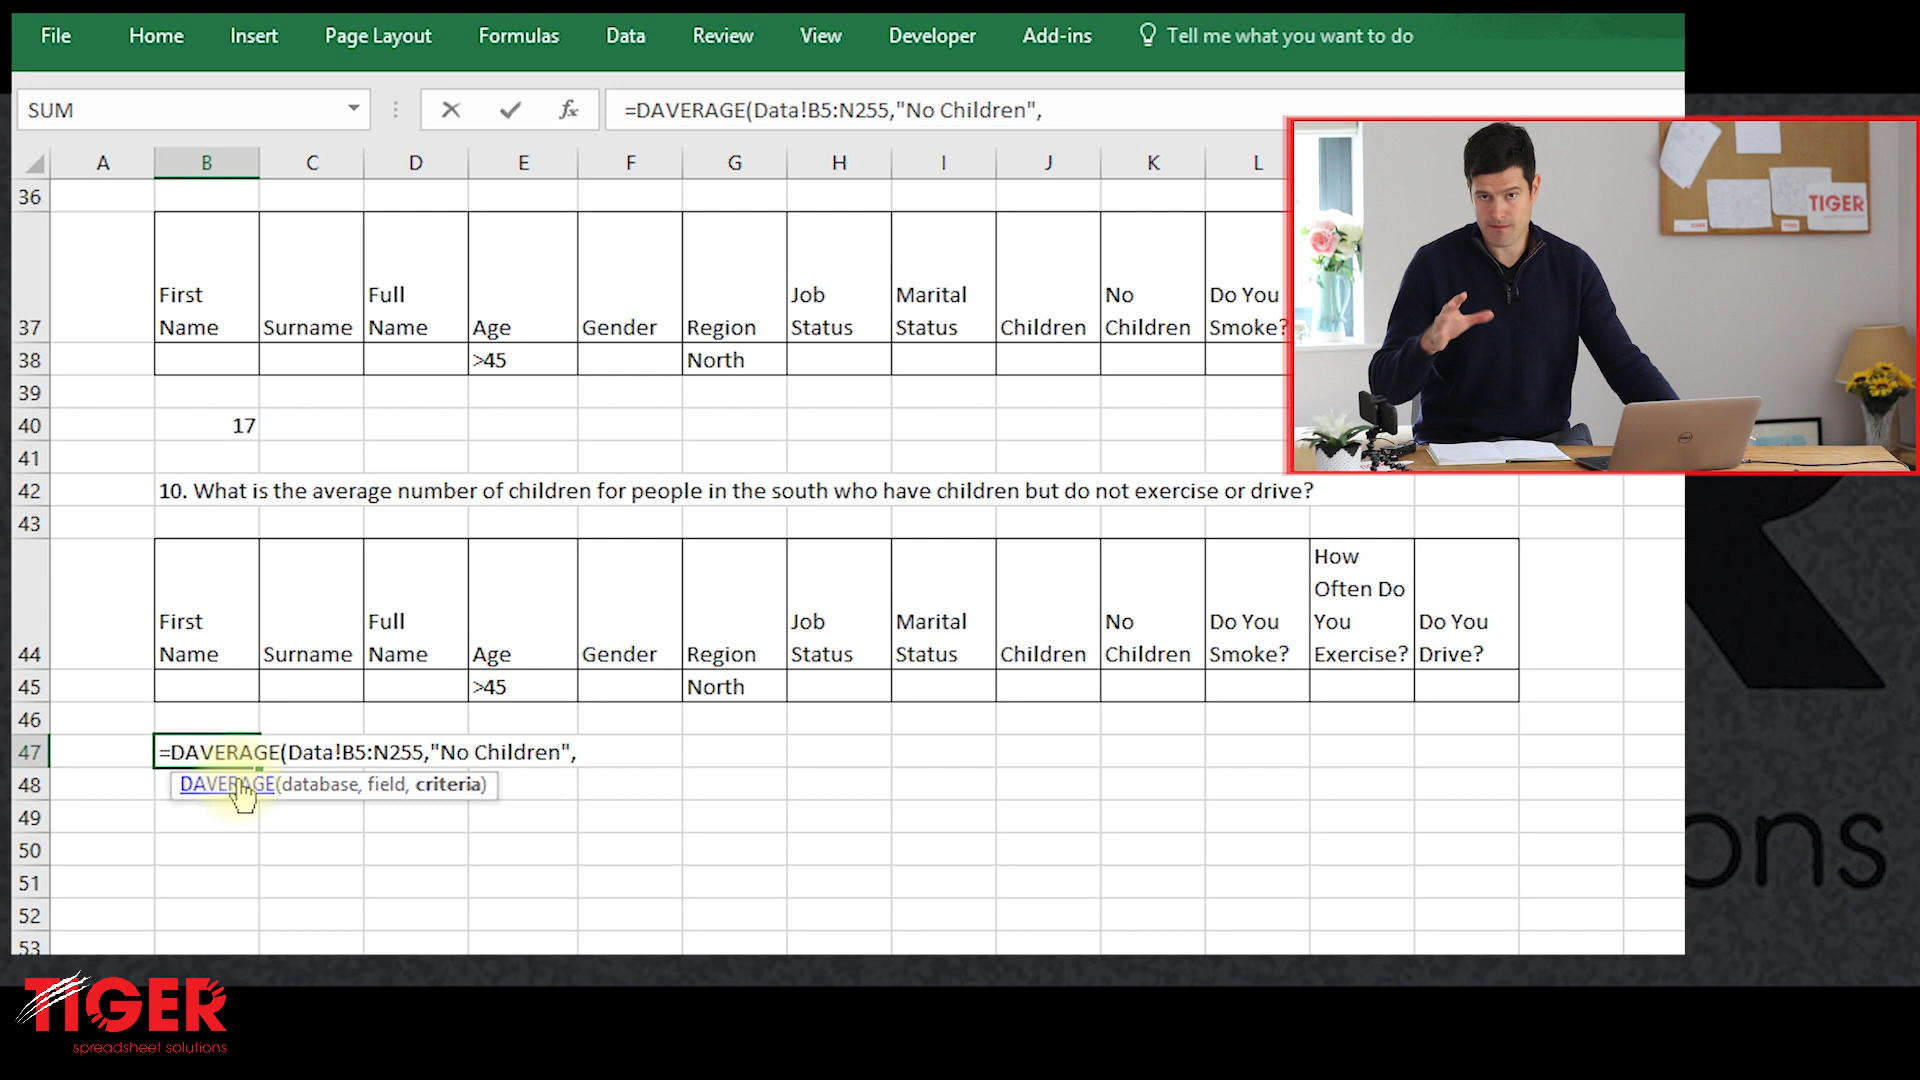 File Home Insert Page Layout Formulas Data Review View Developer Add-ins Tell me what you want to do
SUM fx =DAVERAGE(Data!B5:N255,"No Children",
A B C D E F G H I J K L
36
37 First Name Surname Full Name Age Gender Region Job Status Marital Status Children No Children Do You Smoke?
38 >45 North
39
40 17
41
42 10. What is the average number of children for people in the south who have children but do not exercise or drive?
43
44 First Name Surname Full Name Age Gender Region Job Status Marital Status Children No Children Do You Smoke? How Often Do You Exercise? Do You Drive?
45 >45 North
46
47 =DAVERAGE(Data!B5:N255,"No Children",
48 DAVERAGE(database, field, criteria)
49
50
51
52
53
TIGER
TIGER
spreadsheet solutions
ons